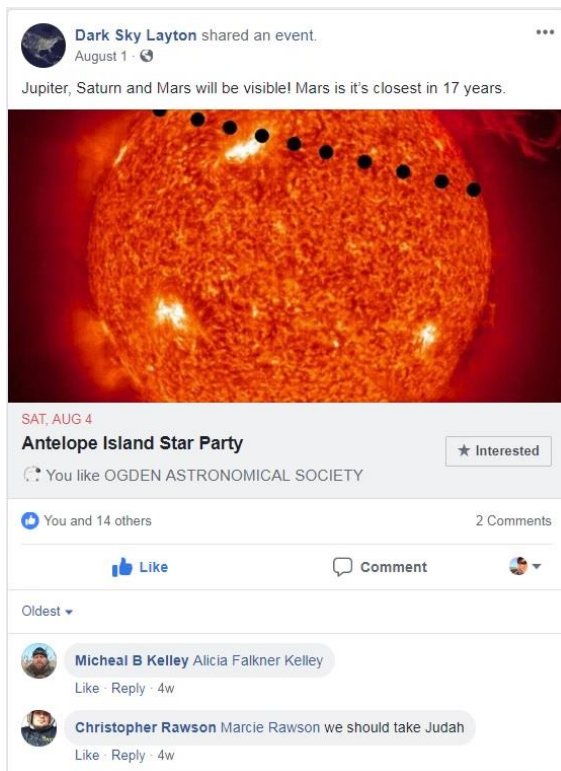 Dark Sky Layton shared an event.
August 1 ·
Jupiter, Saturn and Mars will be visible! Mars is it's closest in 17 years.
SAT, AUG 4
Antelope Island Star Party
★ Interested
You like OGDEN ASTRONOMICAL SOCIETY
You and 14 others
2 Comments
Like
Comment
Oldest
Micheal B Kelley Alicia Falkner Kelley
Like · Reply · 4w
Christopher Rawson Marcie Rawson we should take Judah
Like · Reply · 4w